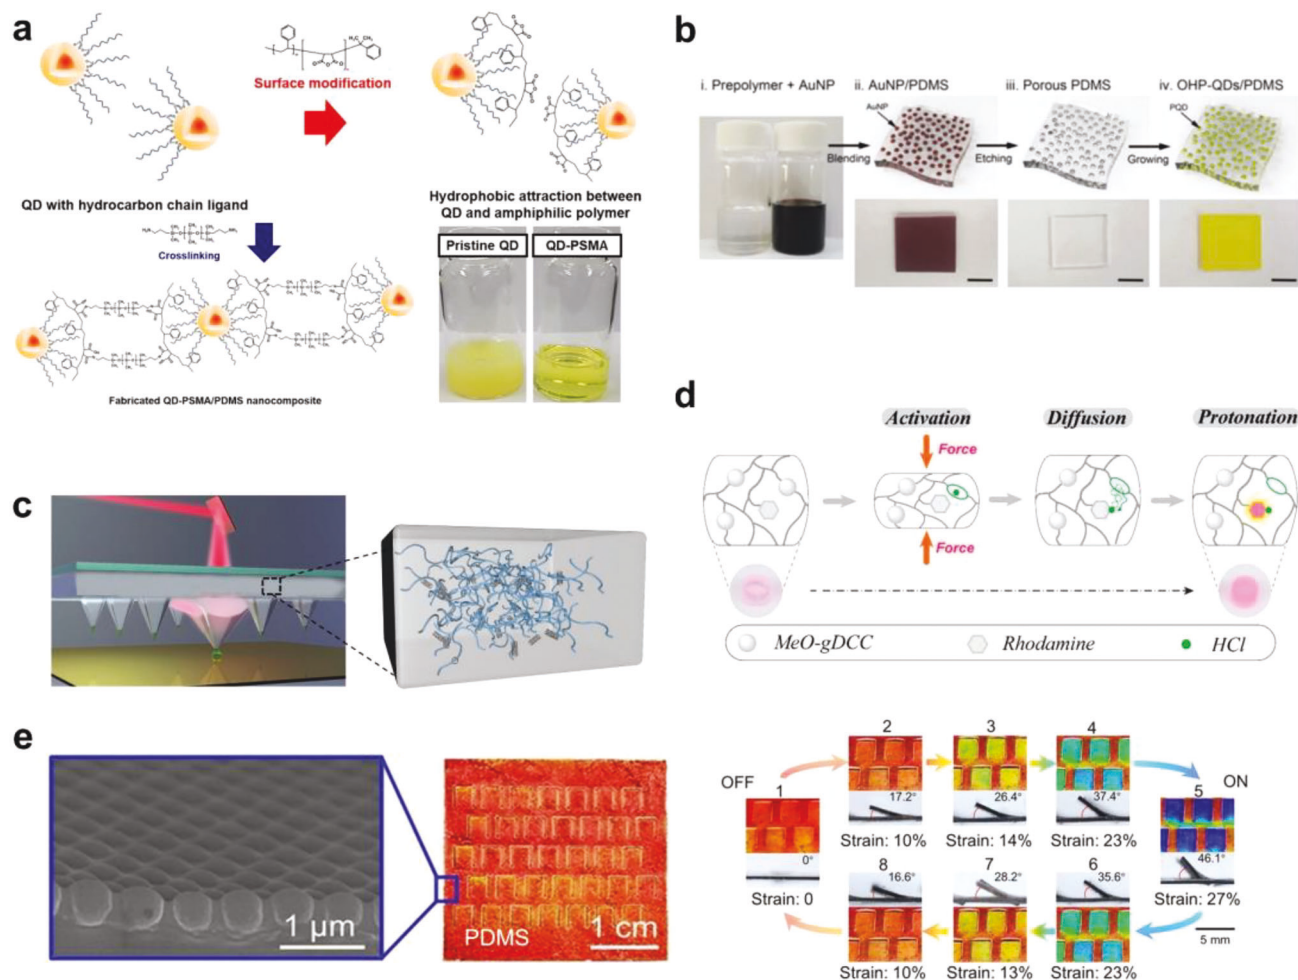 a
Surface modification
QD with hydrocarbon chain ligand
Crosslinking
Hydrophobic attraction between
QD and amphiphilic polymer
Pristine QD
QD-PSMA
Fabricated QD-PSMA/PDMS nanocomposite
b
i. Prepolymer + AuNP
ii. AuNP/PDMS
iii. Porous PDMS
iv. OHP-QDs/PDMS
AuNP
PQD
Blending
Etching
Growing
c
d
Activation
Diffusion
Protonation
Force
Force
MeO-gDCC
Rhodamine
HCl
e
1 µm
PDMS
1 cm
OFF
ON
1
0°
Strain: 0
2
17.2°
Strain: 10%
3
26.4°
Strain: 14%
4
37.4°
Strain: 23%
5
46.1°
Strain: 27%
5 mm
8
16.6°
Strain: 10%
7
28.2°
Strain: 13%
6
35.6°
Strain: 23%